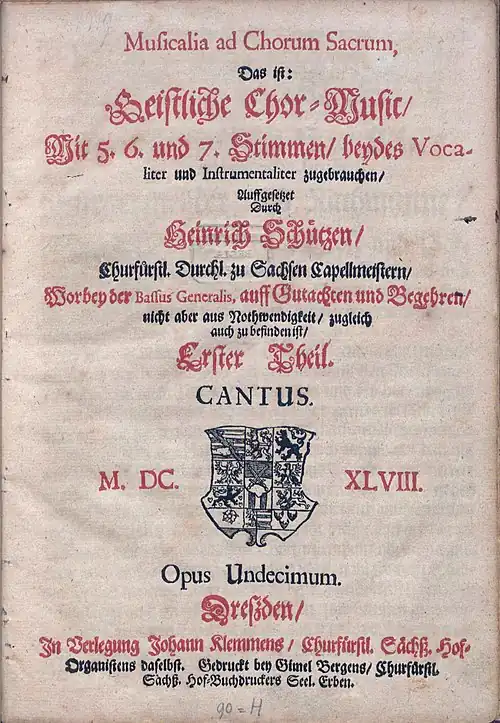 Musicalia ad Chorum Sacrum,
Das ist:
Geistliche Chor-Music/
Mit 5. 6. und 7. Stimmen/ beydes Voca-
liter und Instrumentaliter zugebrauchen/
Auffgesetzet
Durch
Heinrich Schützen/
Churfürstl. Durchl. zu Sachsen Capellmeistern/
Worbey der Bassus Generalis, auff Gutachten und Begehren/
nicht aber aus Nothwendigkeit/ zugleich
auch zu befinden ist/
Erster Theil.
CANTUS.
M. DC. XLVIII.
Opus Undecimum.
Dreßden/
In Verlegung Johann Klemmens/ Churfürstl. Sächß. Hof-
Organistens daselbst. Gedruckt bey Gimel Bergens/ Churfürstl.
Sächß. Hof-Buchdruckers Seel. Erben.
90=H